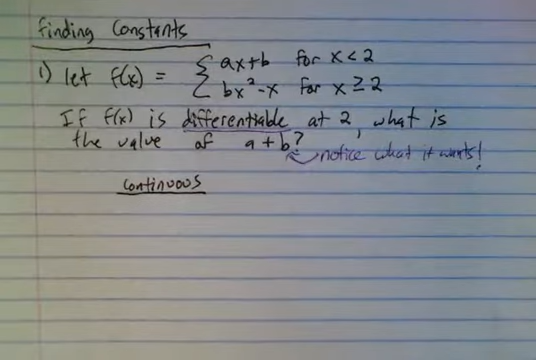 finding Constants
1) let f(x) = { ax+b for x < 2
bx²-x for x ≥ 2
If f(x) is differentiable at 2, what is
the value of a+b?
notice what it wants!
continuous